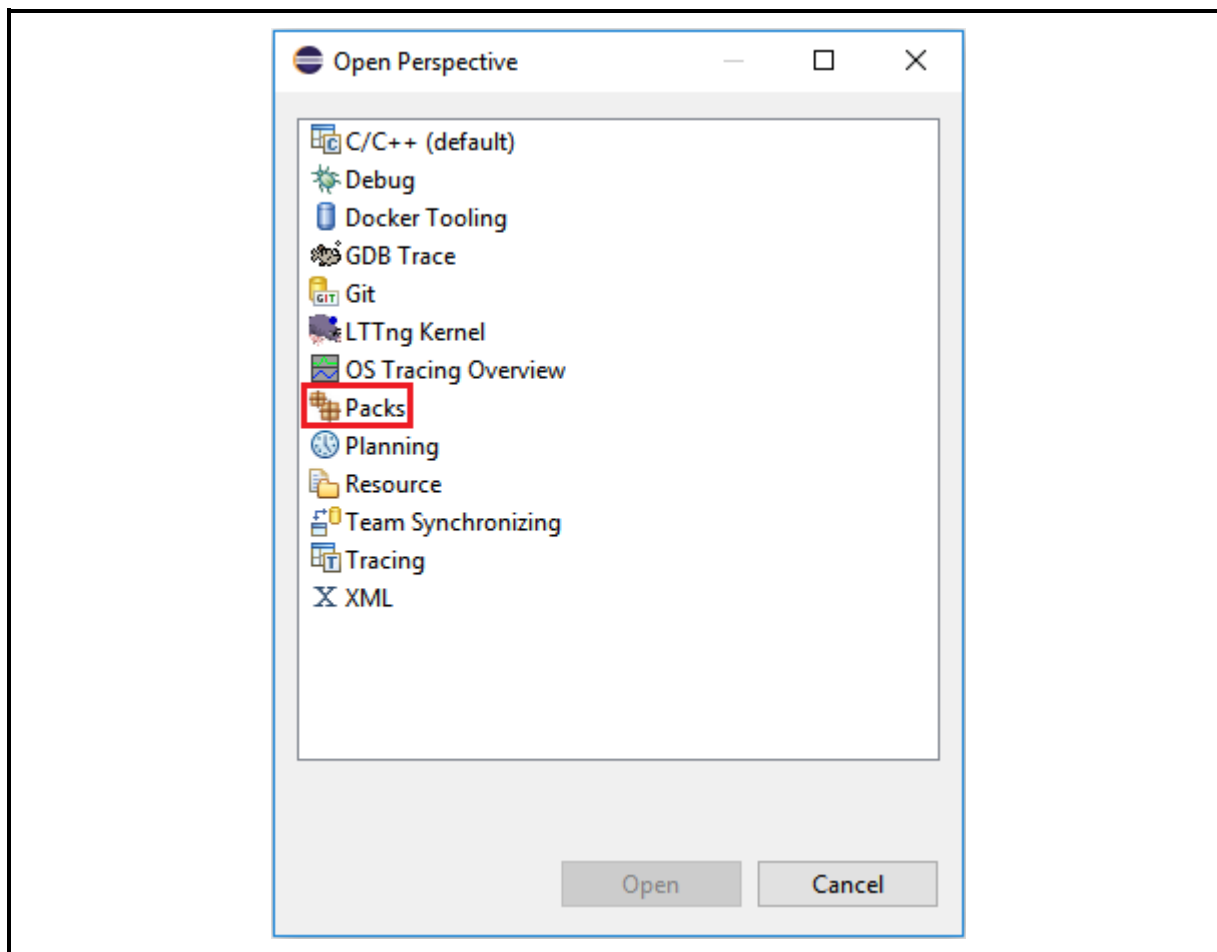 Open Perspective
C/C++ (default)
Debug
Docker Tooling
GDB Trace
GIT Git
LTTng Kernel
OS Tracing Overview
Packs
Planning
Resource
Team Synchronizing
Tracing
X XML
Open Cancel